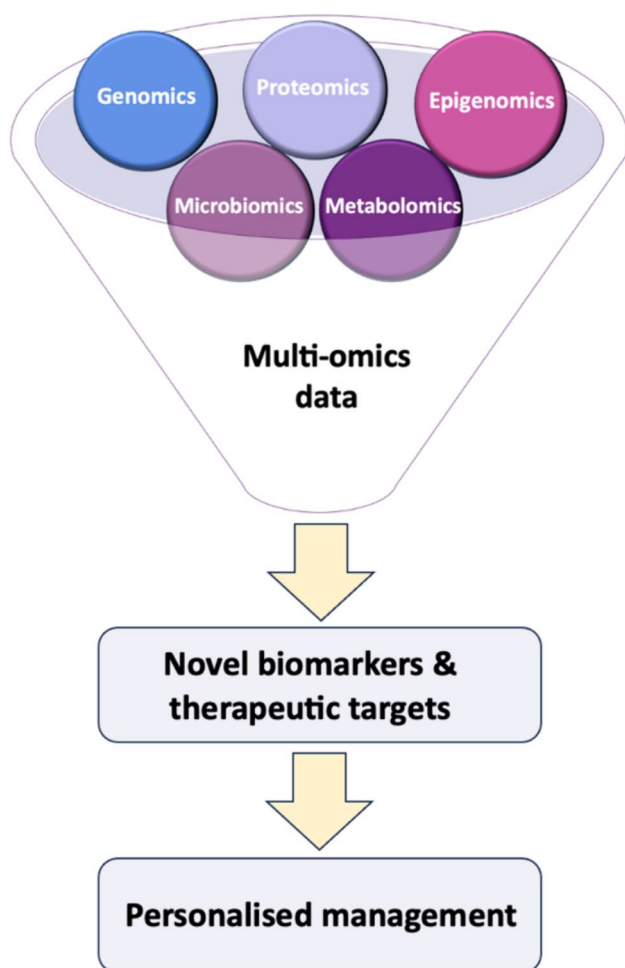 Genomics
Proteomics
Epigenomics
Microbiomics
Metabolomics
Multi-omics
data
Novel biomarkers &
therapeutic targets
Personalised management